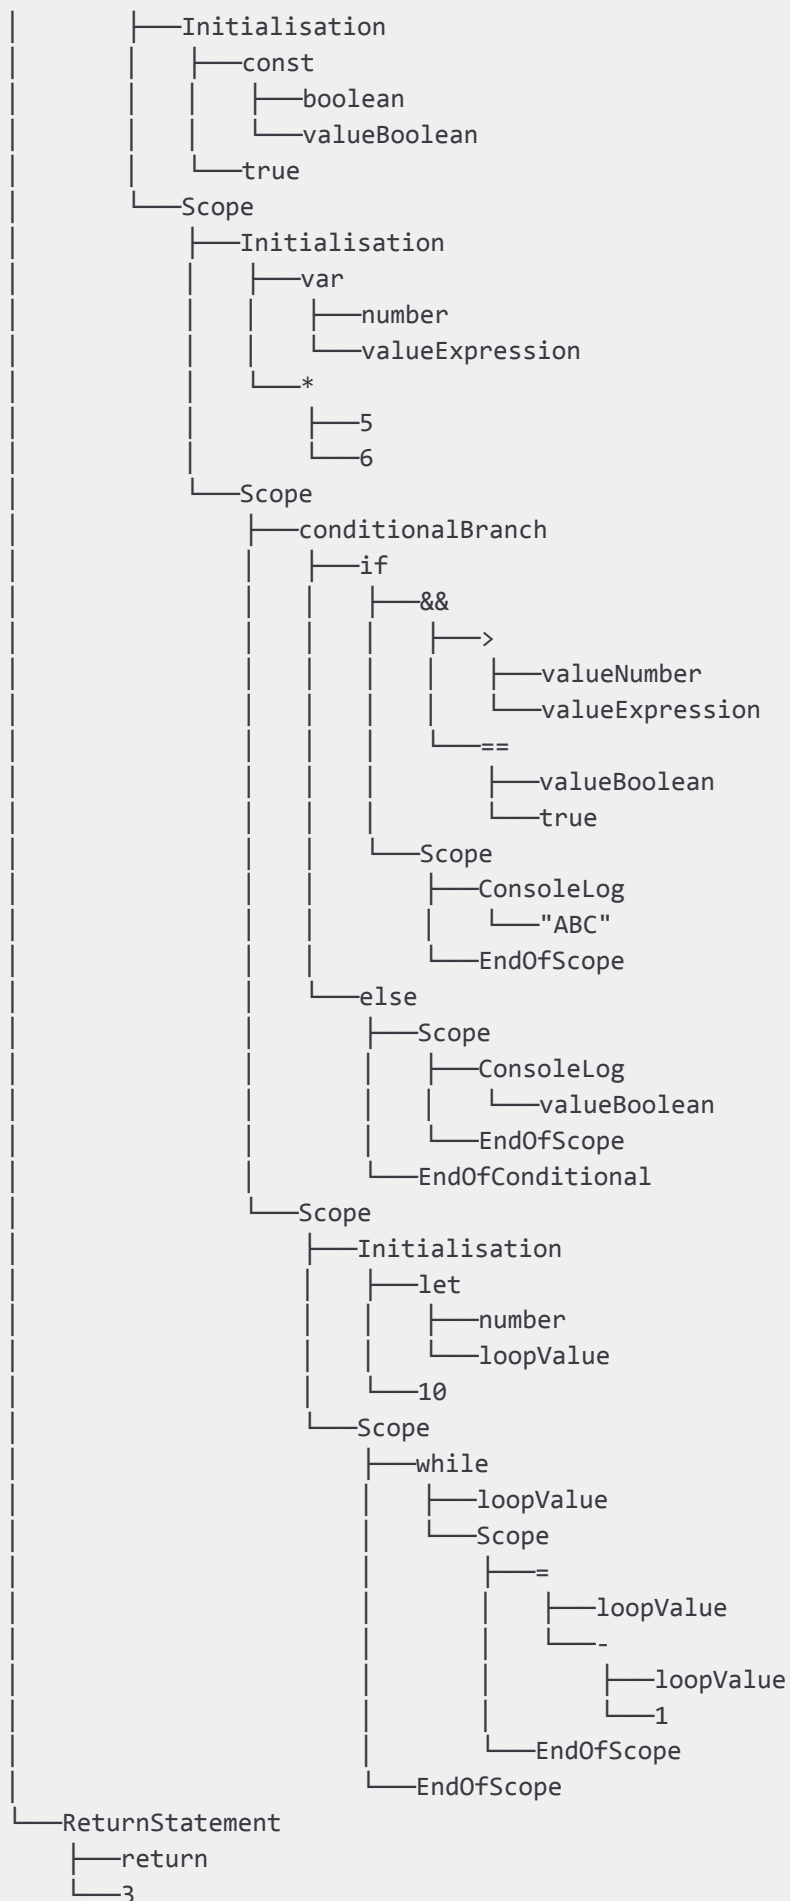 Initialisation
const
boolean
valueBoolean
true
Scope
Initialisation
var
number
valueExpression
*
5
6
Scope
conditionalBranch
if
&&
>
valueNumber
valueExpression
==
valueBoolean
true
Scope
ConsoleLog
"ABC"
EndOfScope
else
Scope
ConsoleLog
valueBoolean
EndOfScope
EndOfConditional
Scope
Initialisation
let
number
loopValue
10
Scope
while
loopValue
Scope
=
loopValue
-
loopValue
1
EndOfScope
EndOfScope
ReturnStatement
return
3